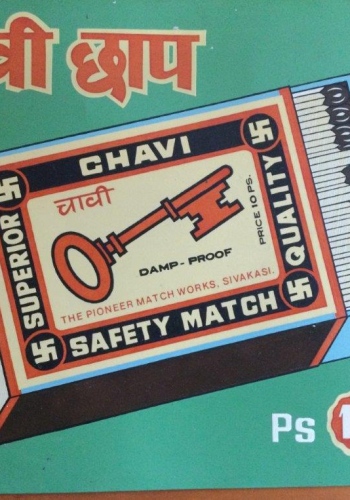 छाप
CHAVI
चावी
SUPERIOR
QUALITY
PRICE 10 PS.
DAMP-PROOF
THE PIONEER MATCH WORKS, SIVAKASI.
SAFETY MATCH
Ps